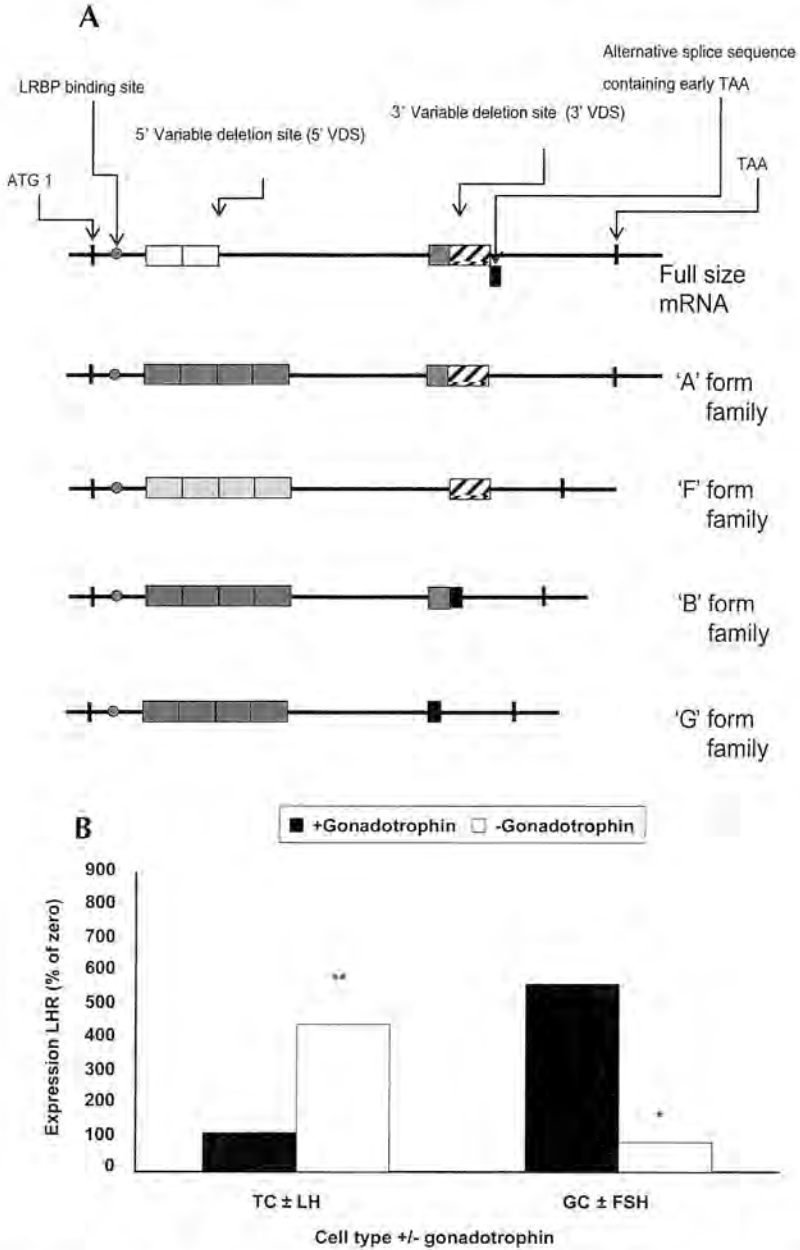 A
Alternative splice sequence
containing early TAA
LRBP binding site
3' Variable deletion site (3' VDS)
5' Variable deletion site (5' VDS)
ATG 1
TAA
Full size
mRNA
'A' form
family
'F' form
family
'B' form
family
'G' form
family
B
+Gonadotrophin -Gonadotrophin
Expression LHR (% of zero)
900
800
700
600
500
400
300
200
100
0
**
*
TC ± LH GC ± FSH
Cell type +/- gonadotrophin